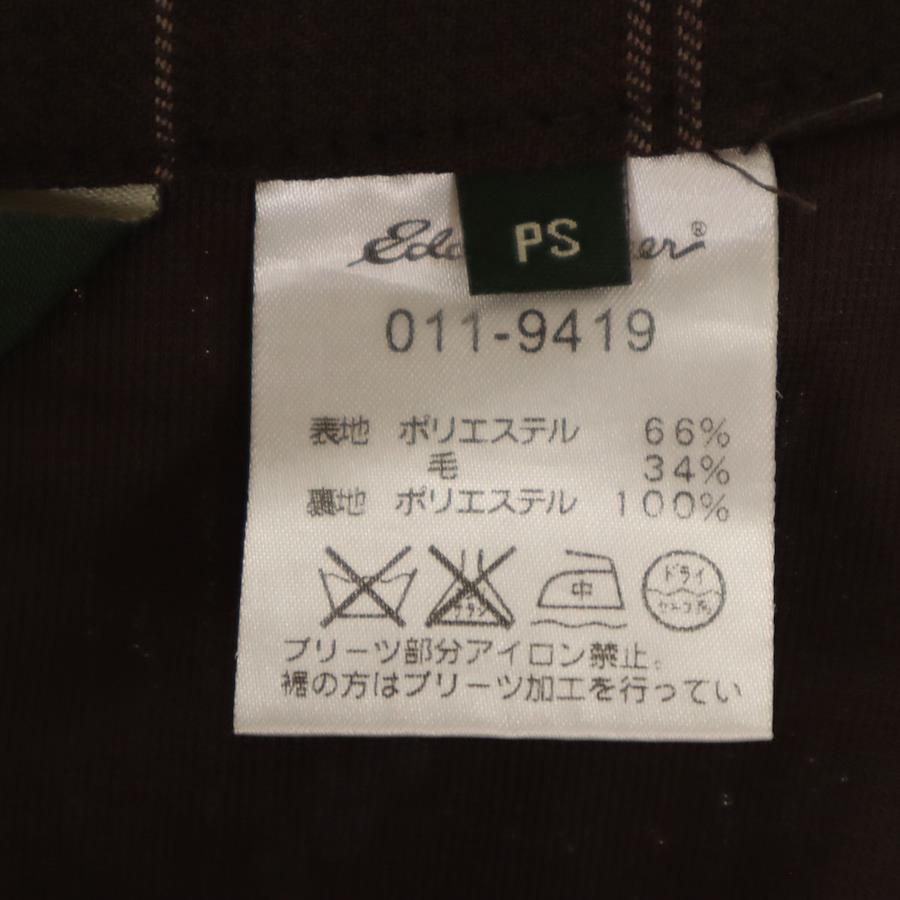 PS
011-9419
表地 ポリエステル 66%
毛 34%
裏地 ポリエステル 100%
中
ドライ
プリーツ部分アイロン禁止。
裾の方はプリーツ加工を行ってい